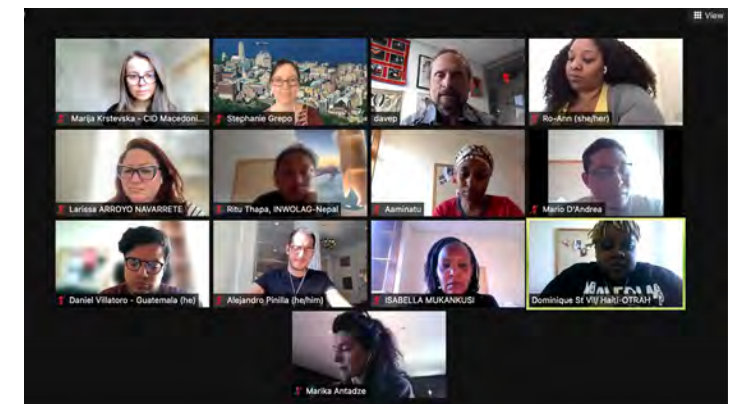 View
Marija Krstevska - CID Macedoni...
Stephanie Grepo
davep
Ro-Ann (she/her)
Larissa ARROYO NAVARRETE
Ritu Thapa, INWOLAG-Nepal
Aaminatu
Mario D'Andrea
Daniel Villatoro - Guatemala (he)
Alejandro Pinilla (he/him)
ISABELLA MUKANKUSI
Dominique St Vil/ Haiti-OTRAH
Marika Antadze